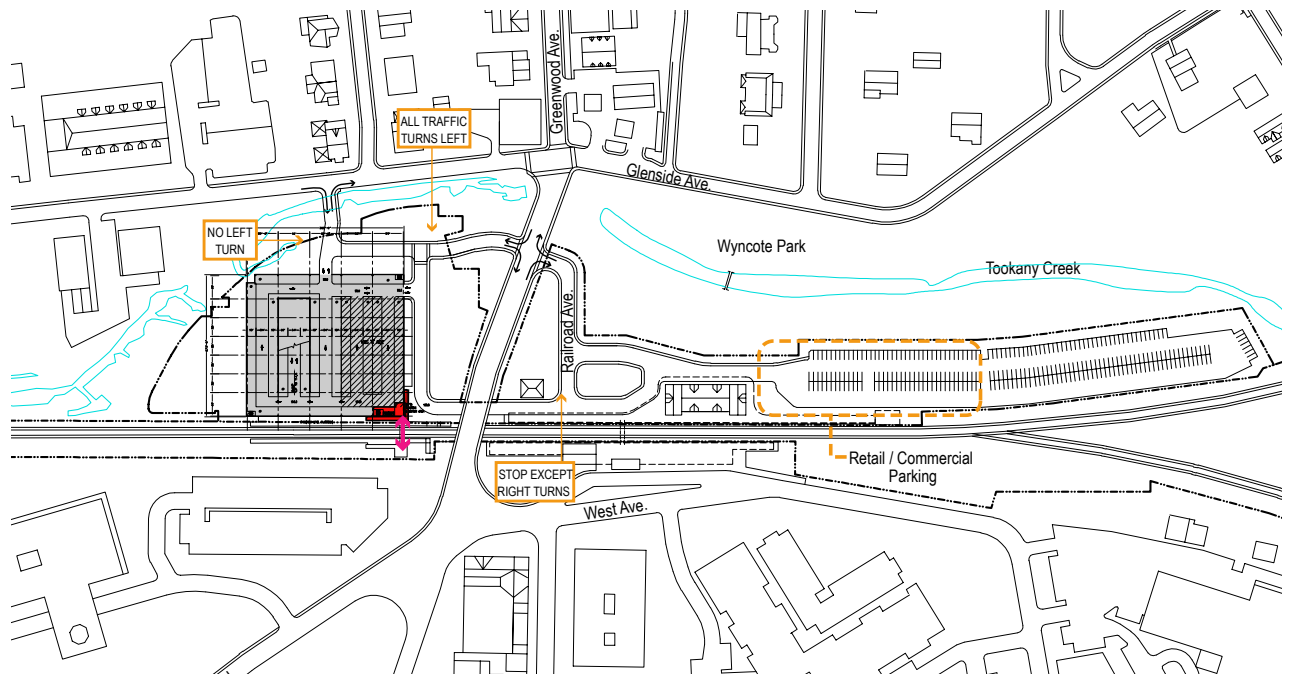 Greenwood Ave.
ALL TRAFFIC
TURNS LEFT
Glenside Ave.
NO LEFT
TURN
Wyncote Park
Tookany Creek
Railroad Ave.
Retail / Commercial
Parking
STOP EXCEPT
RIGHT TURNS
West Ave.